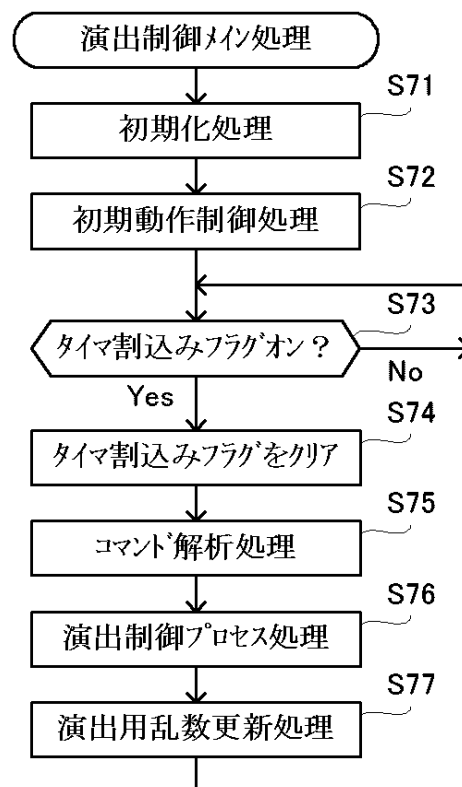 演出制御メイン処理
S71
初期化処理
S72
初期動作制御処理
S73
タイマ割込みフラグオン？
No
Yes
S74
タイマ割込みフラグをクリア
S75
コマンド解析処理
S76
演出制御プロセス処理
S77
演出用乱数更新処理